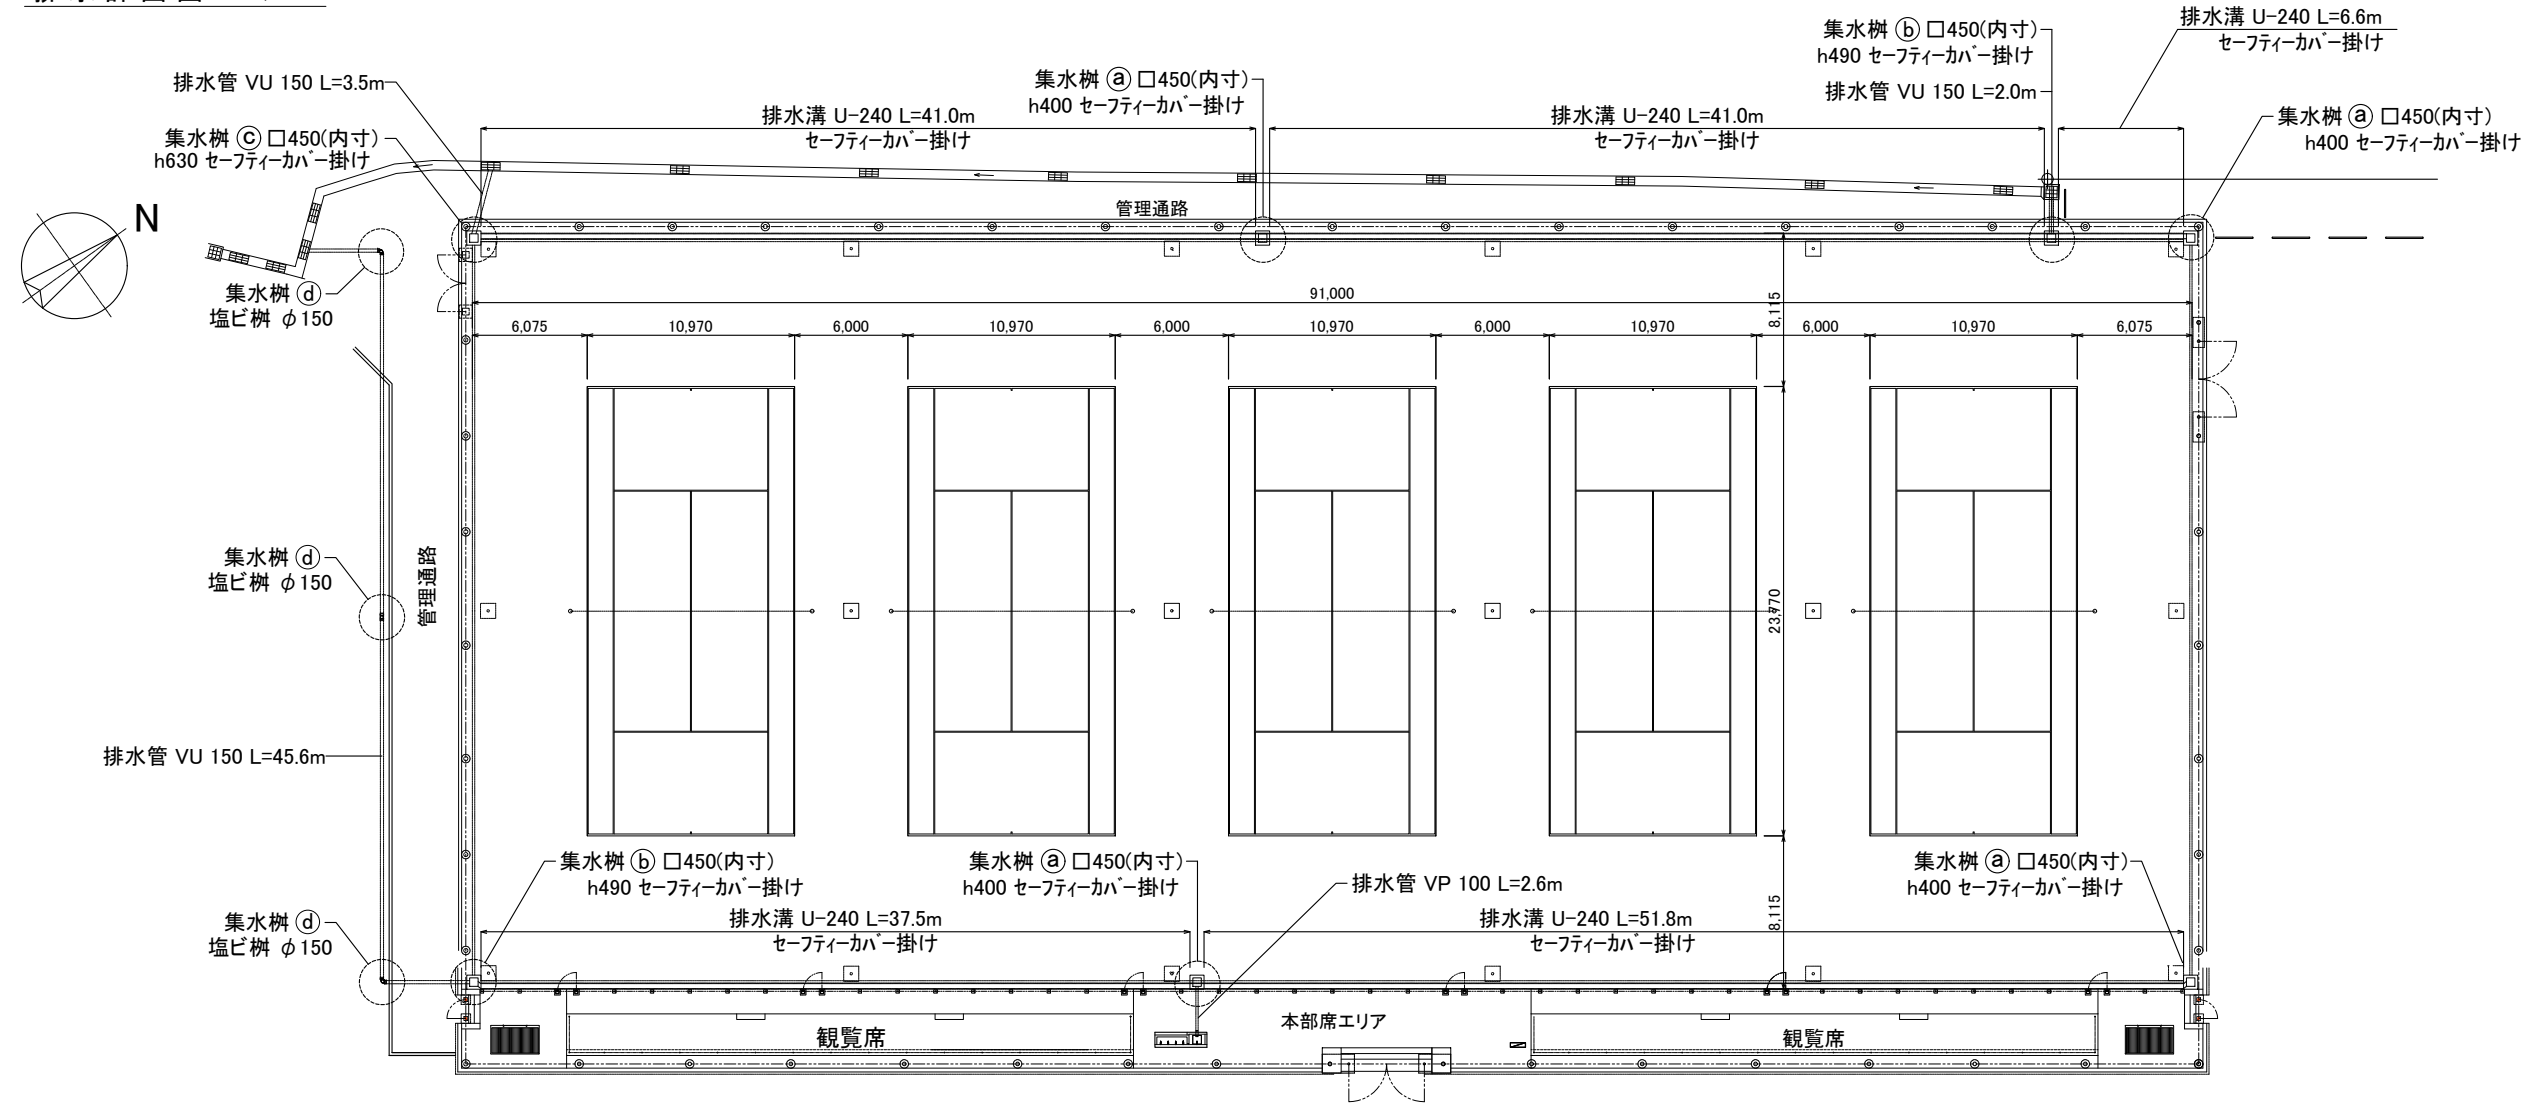 排水溝 U-240 L=6.6m
セーフティーカバー掛け
集水桝 ⓑ □450(内寸)
h490 セーフティーカバー掛け
排水管 VU 150 L=2.0m
集水桝 ⓐ □450(内寸)
h400 セーフティーカバー掛け
排水管 VU 150 L=3.5m
排水溝 U-240 L=41.0m
セーフティーカバー掛け
排水溝 U-240 L=41.0m
セーフティーカバー掛け
集水桝 ⓐ □450(内寸)
h400 セーフティーカバー掛け
集水桝 ⓒ □450(内寸)
h630 セーフティーカバー掛け
管理通路
N
集水桝 ⓓ
塩ビ桝 φ150
91,000
8,115
6,075
10,970
6,000
10,970
6,000
10,970
6,000
10,970
6,000
10,970
6,075
集水桝 ⓓ
塩ビ桝 φ150
管理通路
23,770
排水管 VU 150 L=45.6m
集水桝 ⓑ □450(内寸)
h490 セーフティーカバー掛け
集水桝 ⓐ □450(内寸)
h400 セーフティーカバー掛け
排水管 VP 100 L=2.6m
集水桝 ⓐ □450(内寸)
h400 セーフティーカバー掛け
8,115
集水桝 ⓓ
塩ビ桝 φ150
排水溝 U-240 L=37.5m
セーフティーカバー掛け
排水溝 U-240 L=51.8m
セーフティーカバー掛け
観覧席
本部席エリア
観覧席